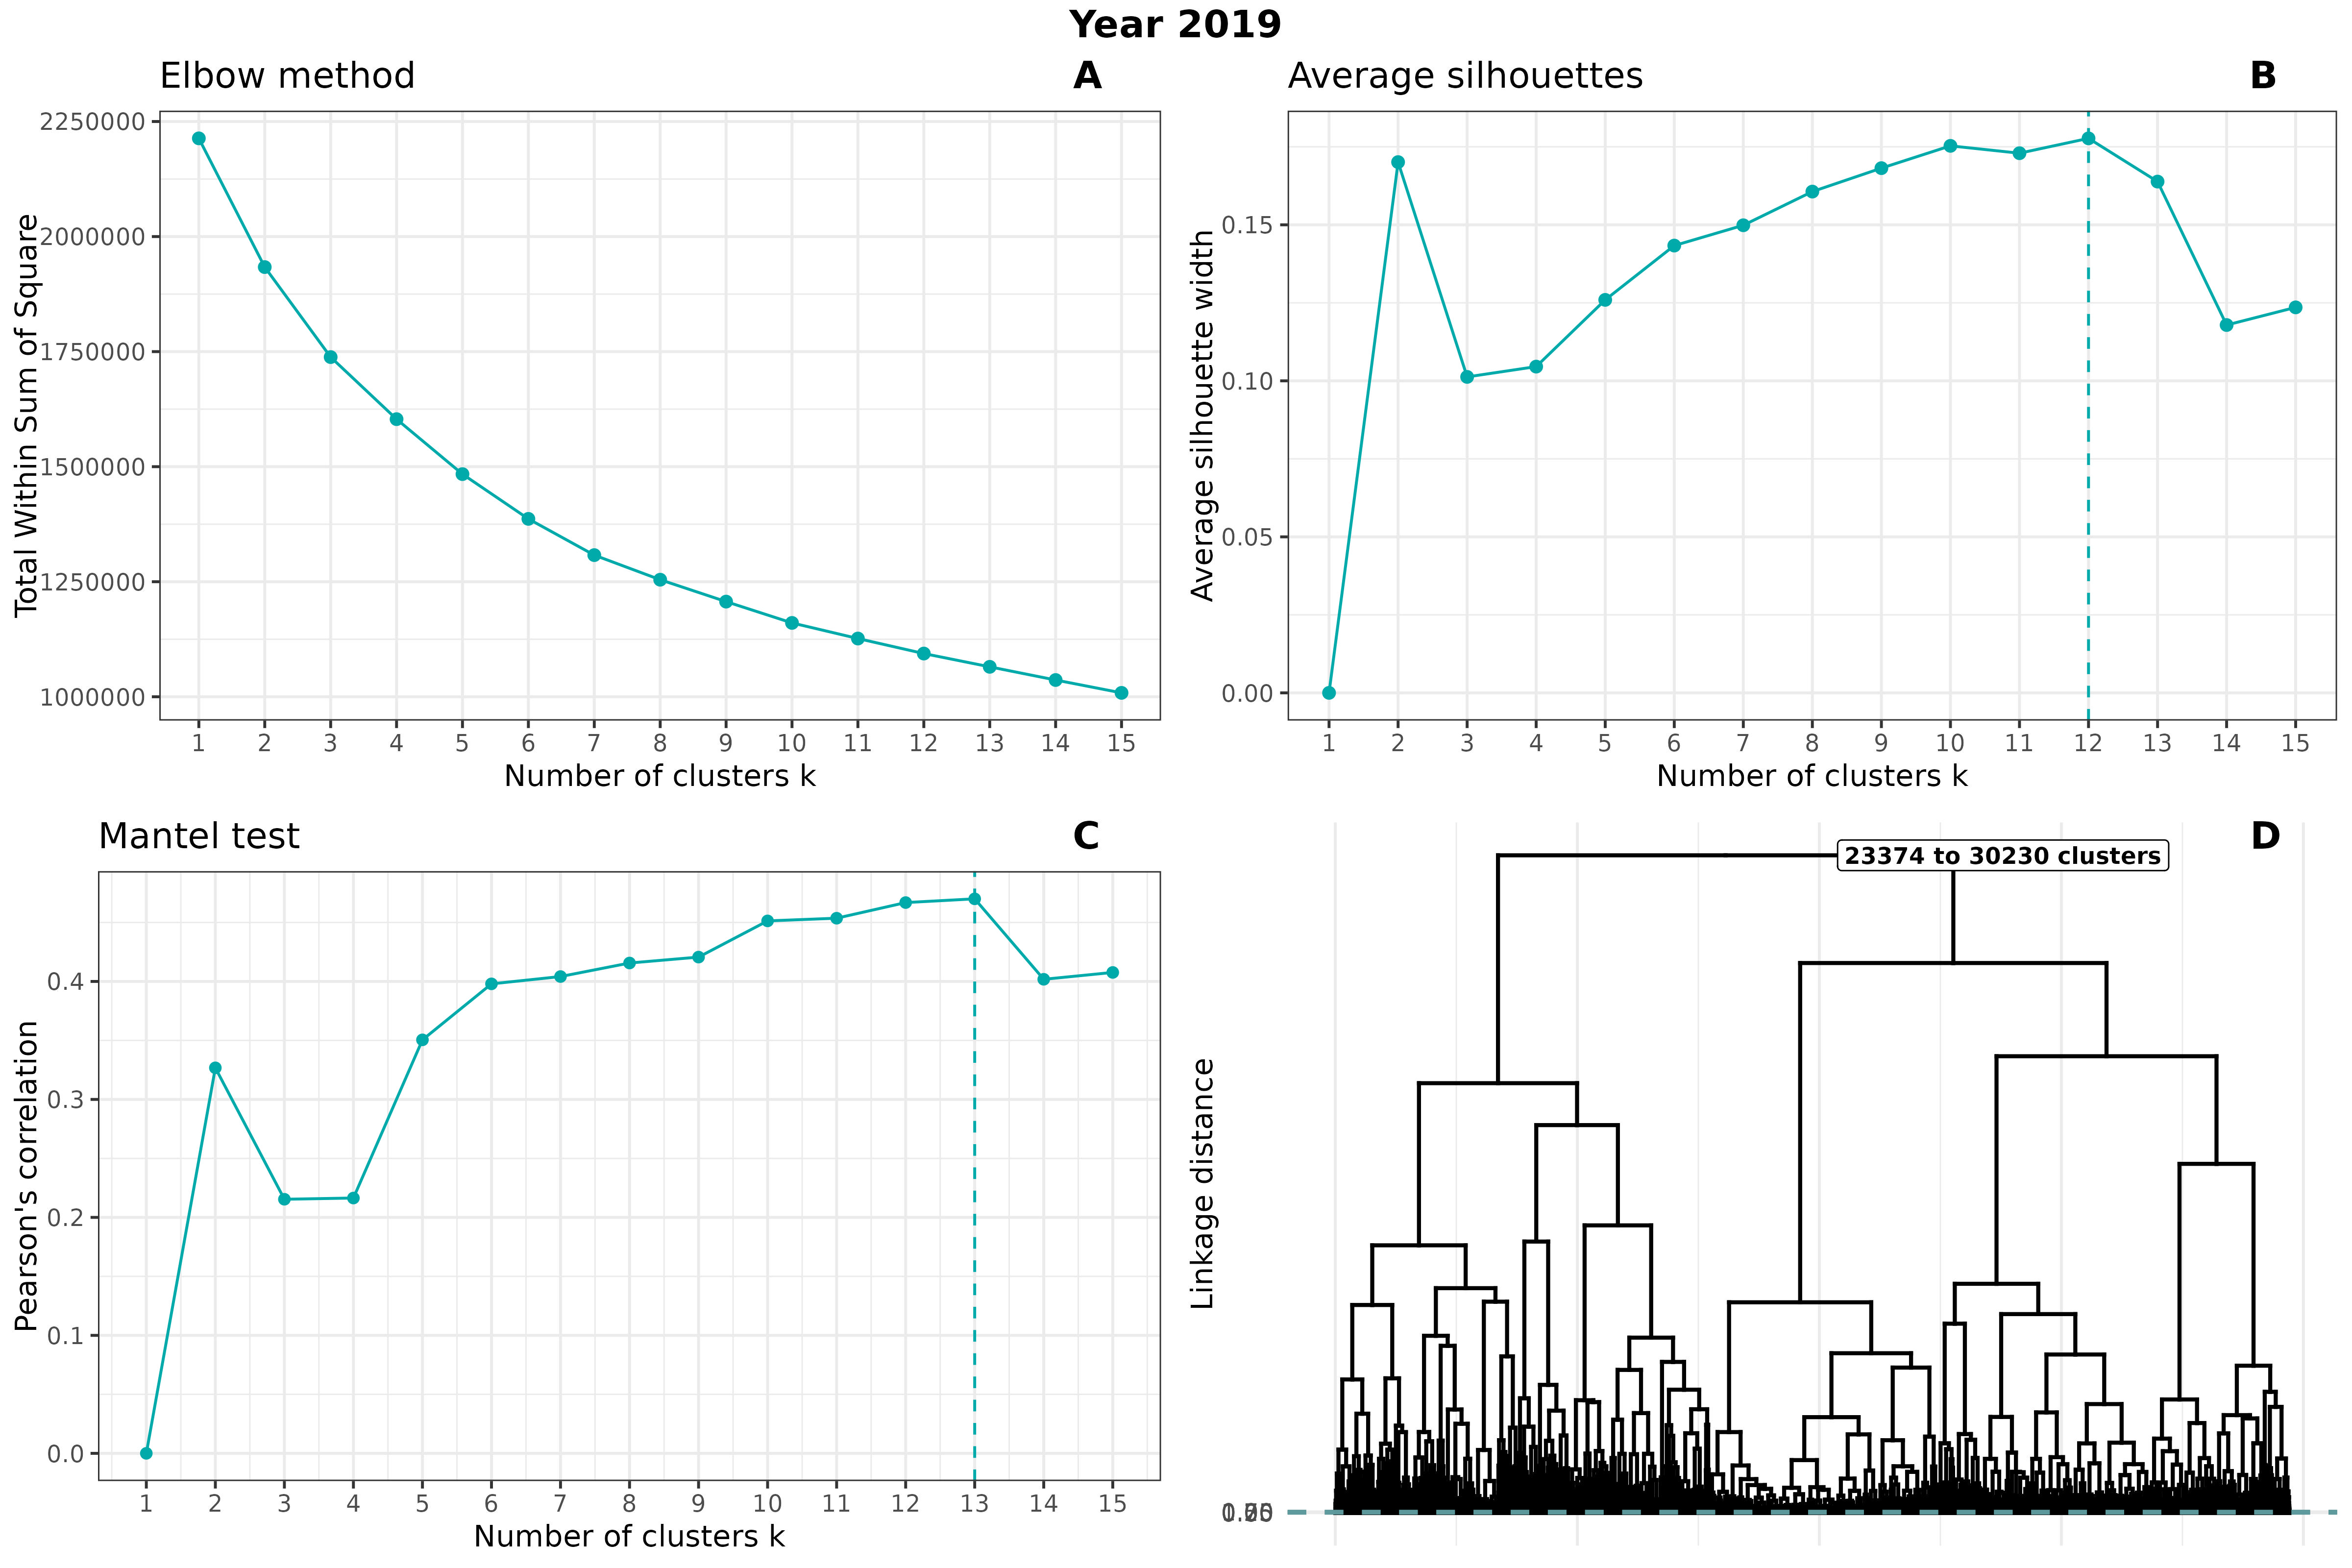 Year 2019
Elbow method
A
Total Within Sum of Square
2250000
2000000
1750000
1500000
1250000
1000000
1 2 3 4 5 6 7 8 9 10 11 12 13 14 15
Number of clusters k
Average silhouettes
B
Average silhouette width
0.15
0.10
0.05
0.00
1 2 3 4 5 6 7 8 9 10 11 12 13 14 15
Number of clusters k
Mantel test
C
Pearson's correlation
0.4
0.3
0.2
0.1
0.0
1 2 3 4 5 6 7 8 9 10 11 12 13 14 15
Number of clusters k
D
23374 to 30230 clusters
Linkage distance